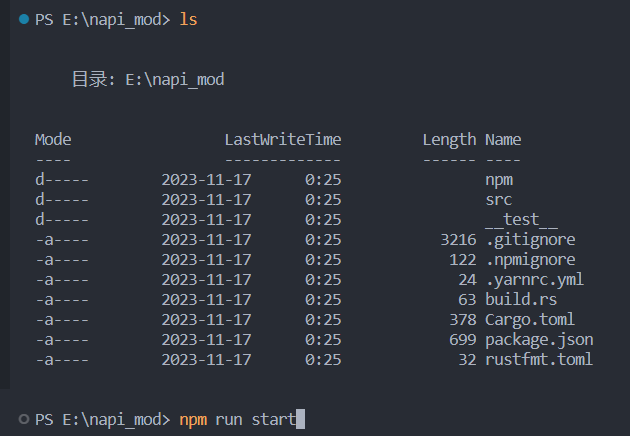 PS E:\napi_mod> ls
目录: E:\napi_mod
Mode LastWriteTime Length Name
---- ------------- ------ ----
d----- 2023-11-17 0:25 npm
d----- 2023-11-17 0:25 src
d----- 2023-11-17 0:25 __test__
-a---- 2023-11-17 0:25 3216 .gitignore
-a---- 2023-11-17 0:25 122 .npmignore
-a---- 2023-11-17 0:25 24 .yarnrc.yml
-a---- 2023-11-17 0:25 63 build.rs
-a---- 2023-11-17 0:25 378 Cargo.toml
-a---- 2023-11-17 0:25 699 package.json
-a---- 2023-11-17 0:25 32 rustfmt.toml
PS E:\napi_mod> npm run start